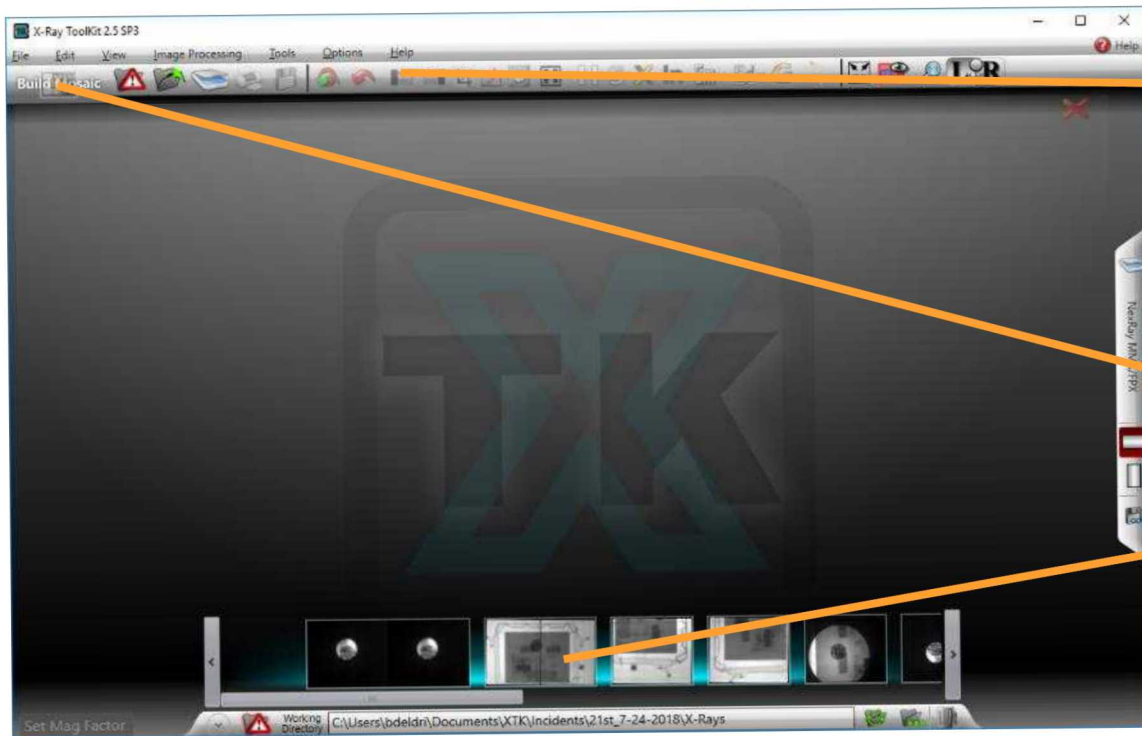 X-Ray ToolKit 2.5 SP3
File Edit View Image Processing Tools Options Help
Help
Build Mosaic
XTK
NexRay
Set Mag Factor
Working Directory
C:\Users\bdeldri\Documents\XTK\Incidents\21st_7-24-2018\X-Rays